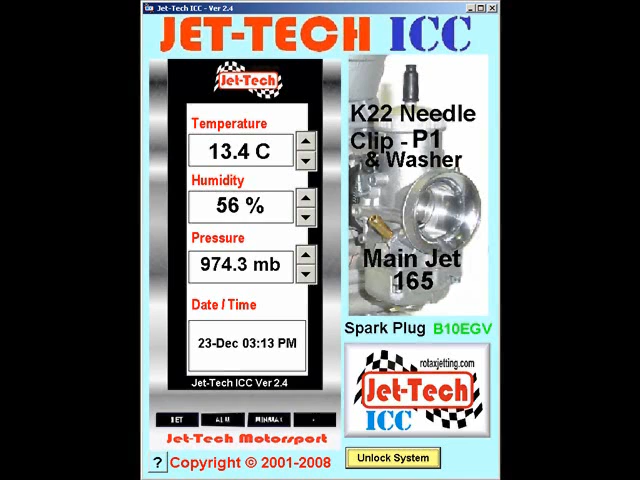 Jet-Tech ICC - Ver 2.4
JET-TECH ICC
Jet-Tech
Temperature
13.4 C
Humidity
56 %
Pressure
974.3 mb
Date / Time
23-Dec 03:13 PM
Jet-Tech ICC Ver 2.4
JET
Jet-Tech Motorsport
? Copyright © 2001-2008
K22 Needle
Clip - P1
& Washer
Main Jet
165
Spark Plug B10EGV
rotaxjetting.com
Jet-Tech
ICC
Unlock System